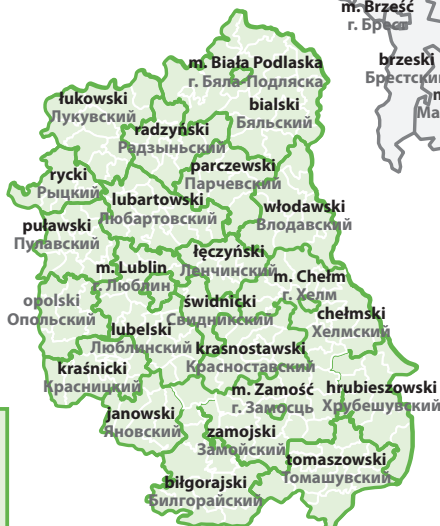 m. Brześć
г. Брест
brzeski
Брестский
m. Biała Podlaska
г. Бяла-Подляска
łukowski
Лукувский
bialski
Бяльский
radzyński
Радзыньский
parczewski
Парчевский
rycki
Рыцкий
lubartowski
Любартовский
włodawski
Влодавский
puławski
Пулавский
łęczyński
Ленчинский
m. Lublin
г. Люблин
m. Chełm
г. Хелм
opolski
Опольский
świdnicki
Свидникский
chełmski
Хелмский
lubelski
Люблинский
krasnostawski
Красноставский
kraśnicki
Красницкий
m. Zamość
г. Замосць
hrubieszowski
Хрубешувский
janowski
Яновский
zamojski
Замойский
tomaszowski
Томашувский
biłgorajski
Билгорайский